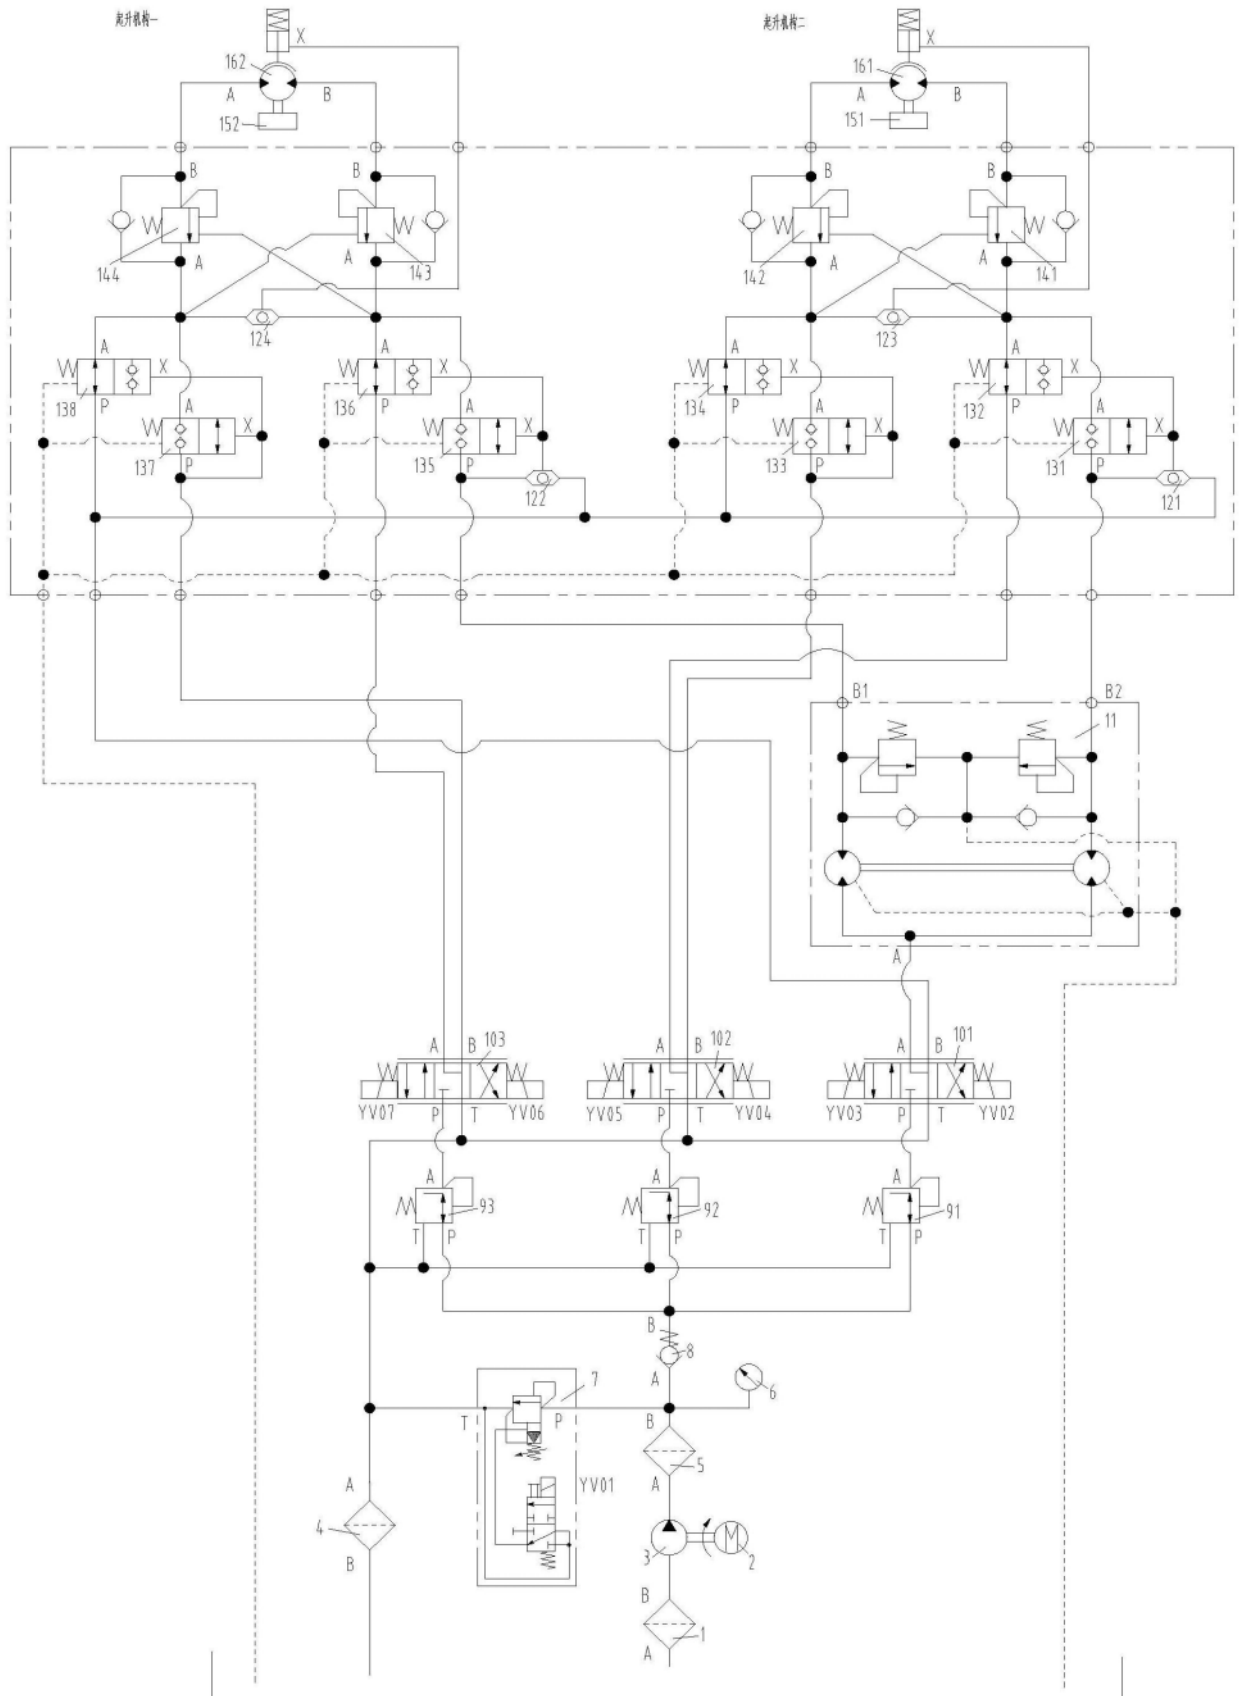 起升机构一 起升机构二
X X
162 161
A B A B
152 151
B B B B
144 A A 143 142 A A 141
124 123
A X A X A X A X
138 P 136 P 134 P 132 P
A X A X A X A X
137 P 135 P 133 P 131 P
122 121
B1 B2
11
A
A B 103 A B 102 A B 101
YV07 P T YV06 YV05 P T YV04 YV03 P T YV02
A A A
93 92 91
T P T P T P
B
8
A
7 6
T P B
5
A YV01 A
4 3 M 2
B
B
1
A